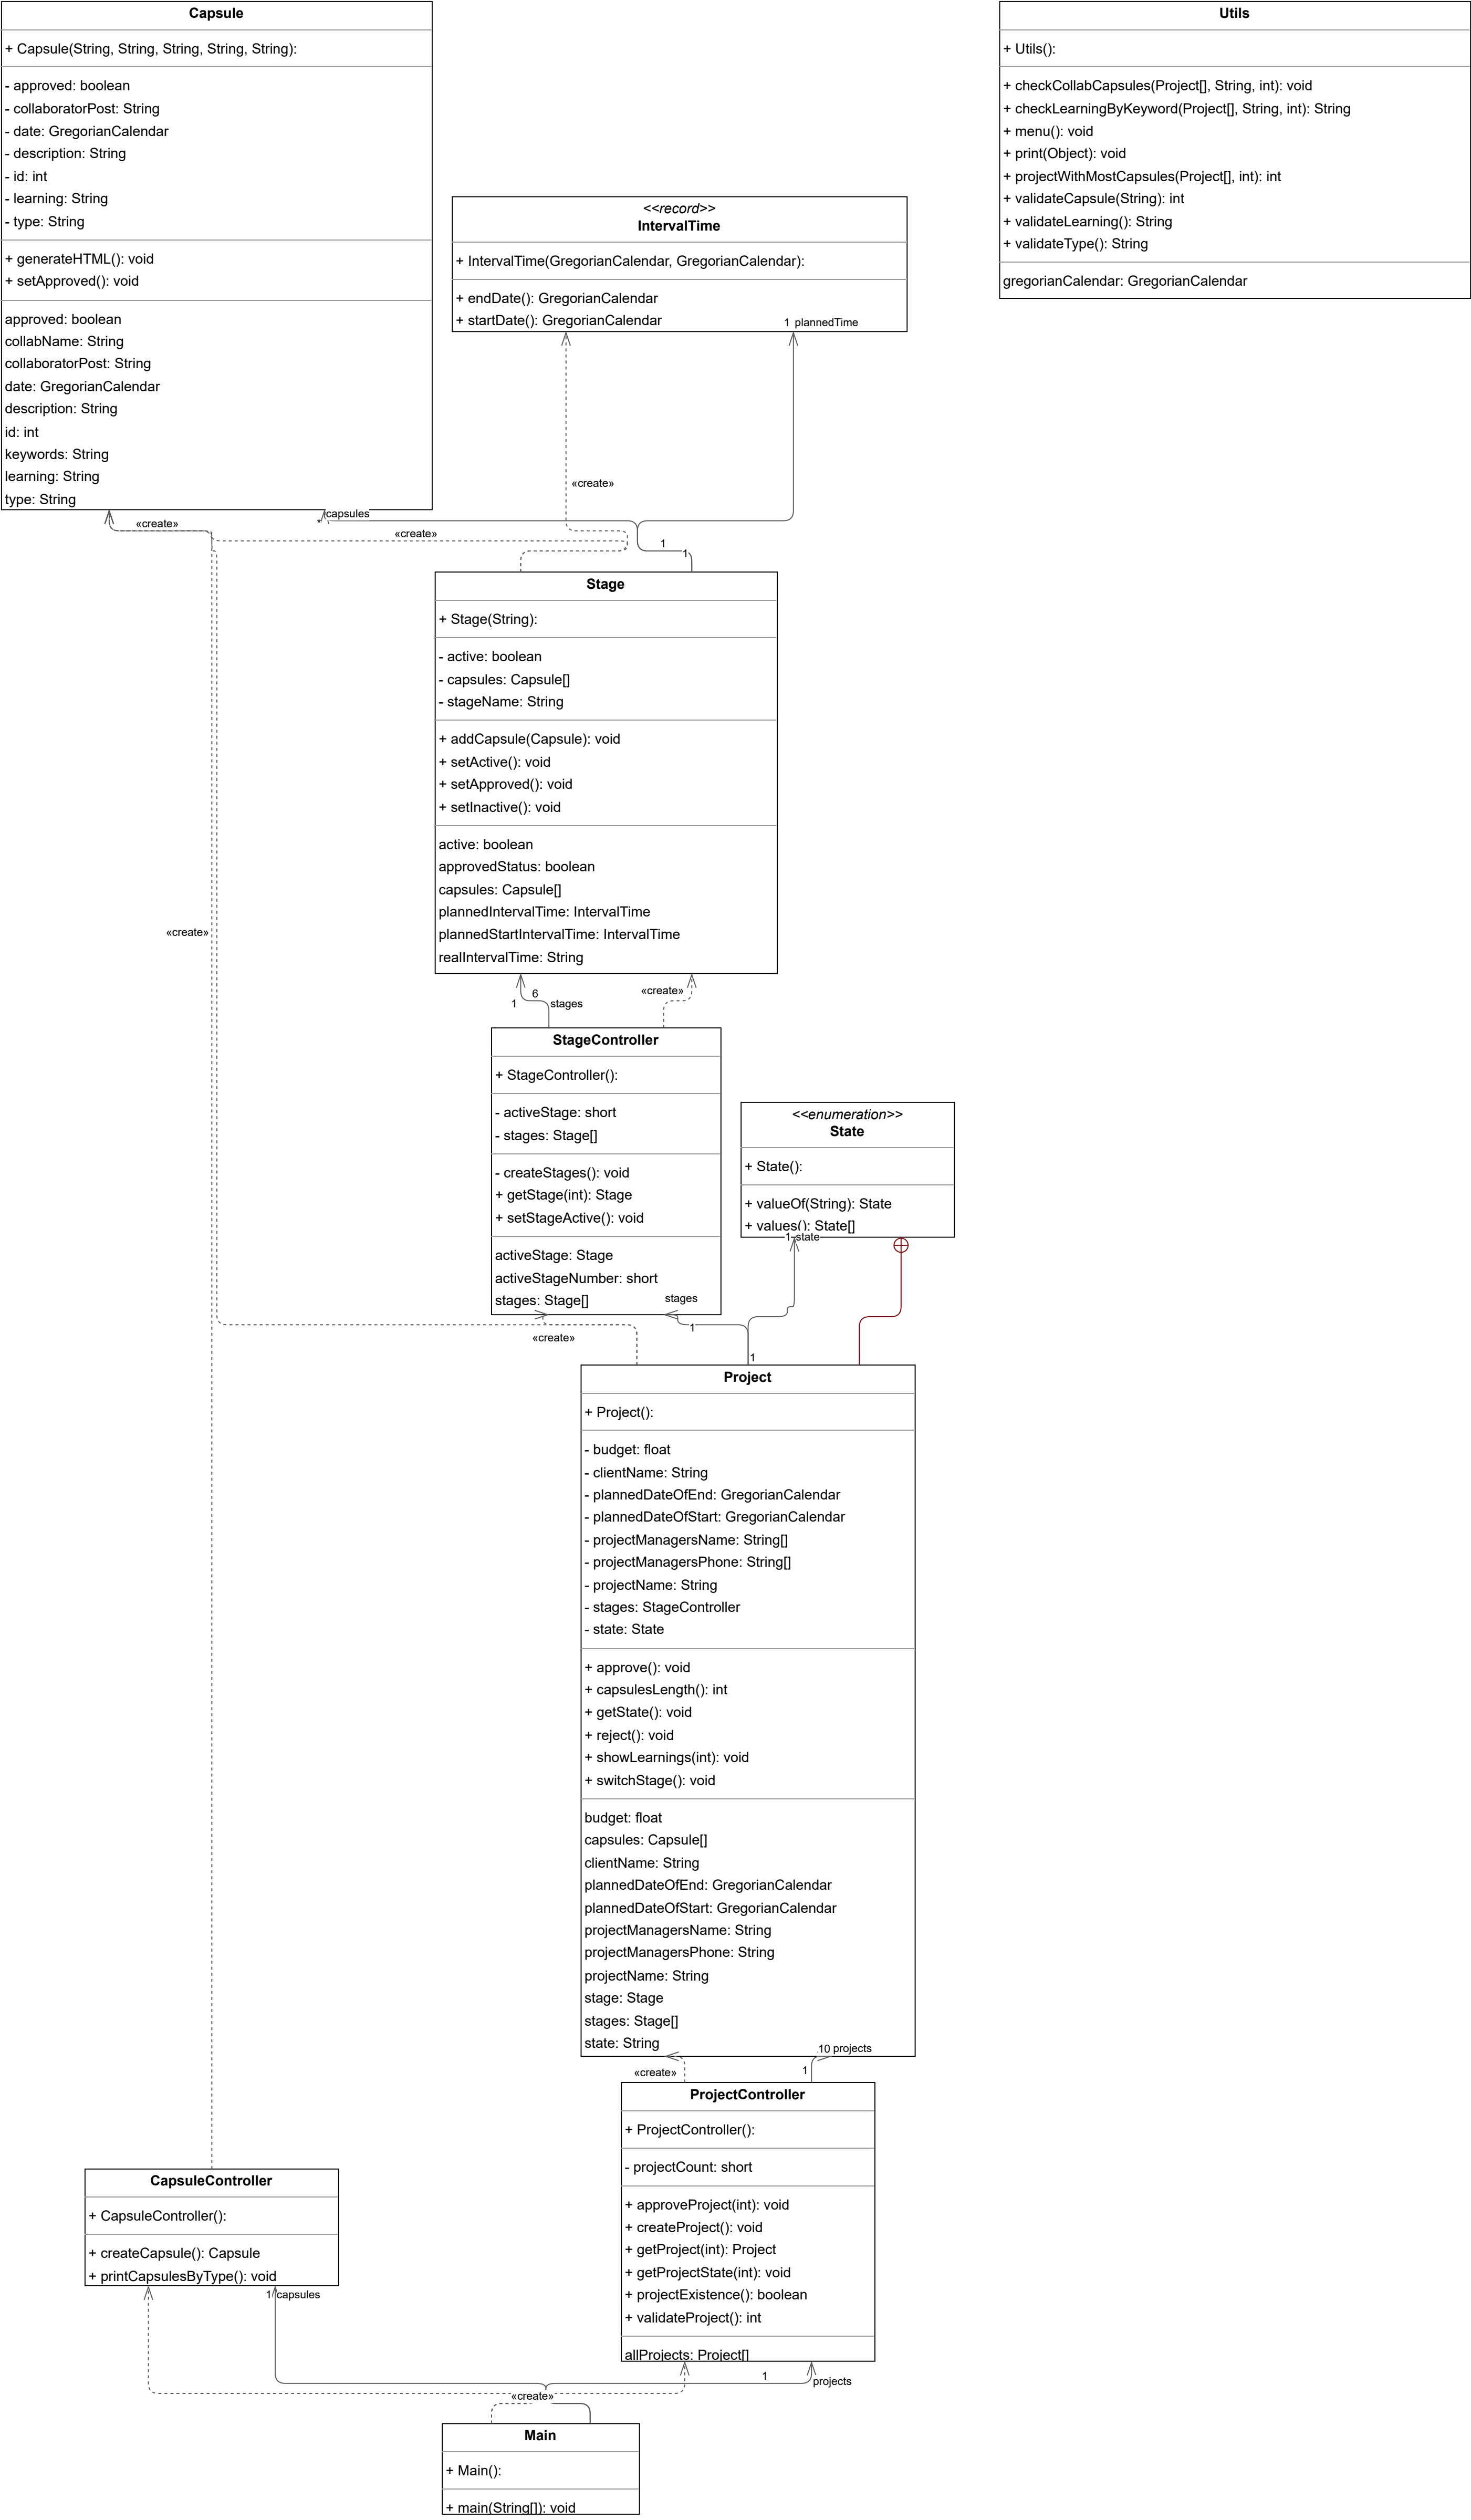 Capsule
+ Capsule(String, String, String, String, String):
- approved: boolean
- collaboratorPost: String
- date: GregorianCalendar
- description: String
- id: int
- learning: String
- type: String
+ generateHTML(): void
+ setApproved(): void
approved: boolean
collabName: String
collaboratorPost: String
date: GregorianCalendar
description: String
id: int
keywords: String
learning: String
type: String
Utils
+ Utils():
+ checkCollabCapsules(Project[], String, int): void
+ checkLearningByKeyword(Project[], String, int): String
+ menu(): void
+ print(Object): void
+ projectWithMostCapsules(Project[], int): int
+ validateCapsule(String): int
+ validateLearning(): String
+ validateType(): String
gregorianCalendar: GregorianCalendar
<<record>>
IntervalTime
+ IntervalTime(GregorianCalendar, GregorianCalendar):
+ endDate(): GregorianCalendar
+ startDate(): GregorianCalendar
1 plannedTime
«create»
«create»
* capsules
«create»
1
1
Stage
+ Stage(String):
- active: boolean
- capsules: Capsule[]
- stageName: String
+ addCapsule(Capsule): void
+ setActive(): void
+ setApproved(): void
+ setInactive(): void
active: boolean
approvedStatus: boolean
capsules: Capsule[]
plannedIntervalTime: IntervalTime
plannedStartIntervalTime: IntervalTime
realIntervalTime: String
«create»
1
6
stages
«create»
StageController
+ StageController():
- activeStage: short
- stages: Stage[]
- createStages(): void
+ getStage(int): Stage
+ setStageActive(): void
activeStage: Stage
activeStageNumber: short
stages: Stage[]
<<enumeration>>
State
+ State():
+ valueOf(String): State
+ values(): State[]
1 state
stages
1
«create»
1
Project
+ Project():
- budget: float
- clientName: String
- plannedDateOfEnd: GregorianCalendar
- plannedDateOfStart: GregorianCalendar
- projectManagersName: String[]
- projectManagersPhone: String[]
- projectName: String
- stages: StageController
- state: State
+ approve(): void
+ capsulesLength(): int
+ getState(): void
+ reject(): void
+ showLearnings(int): void
+ switchStage(): void
budget: float
capsules: Capsule[]
clientName: String
plannedDateOfEnd: GregorianCalendar
plannedDateOfStart: GregorianCalendar
projectManagersName: String
projectManagersPhone: String
projectName: String
stage: Stage
stages: Stage[]
state: String
10 projects
«create»
1
ProjectController
+ ProjectController():
- projectCount: short
+ approveProject(int): void
+ createProject(): void
+ getProject(int): Project
+ getProjectState(int): void
+ projectExistence(): boolean
+ validateProject(): int
allProjects: Project[]
CapsuleController
+ CapsuleController():
+ createCapsule(): Capsule
+ printCapsulesByType(): void
1 capsules
1
projects
«create»
Main
+ Main():
+ main(String[]): void